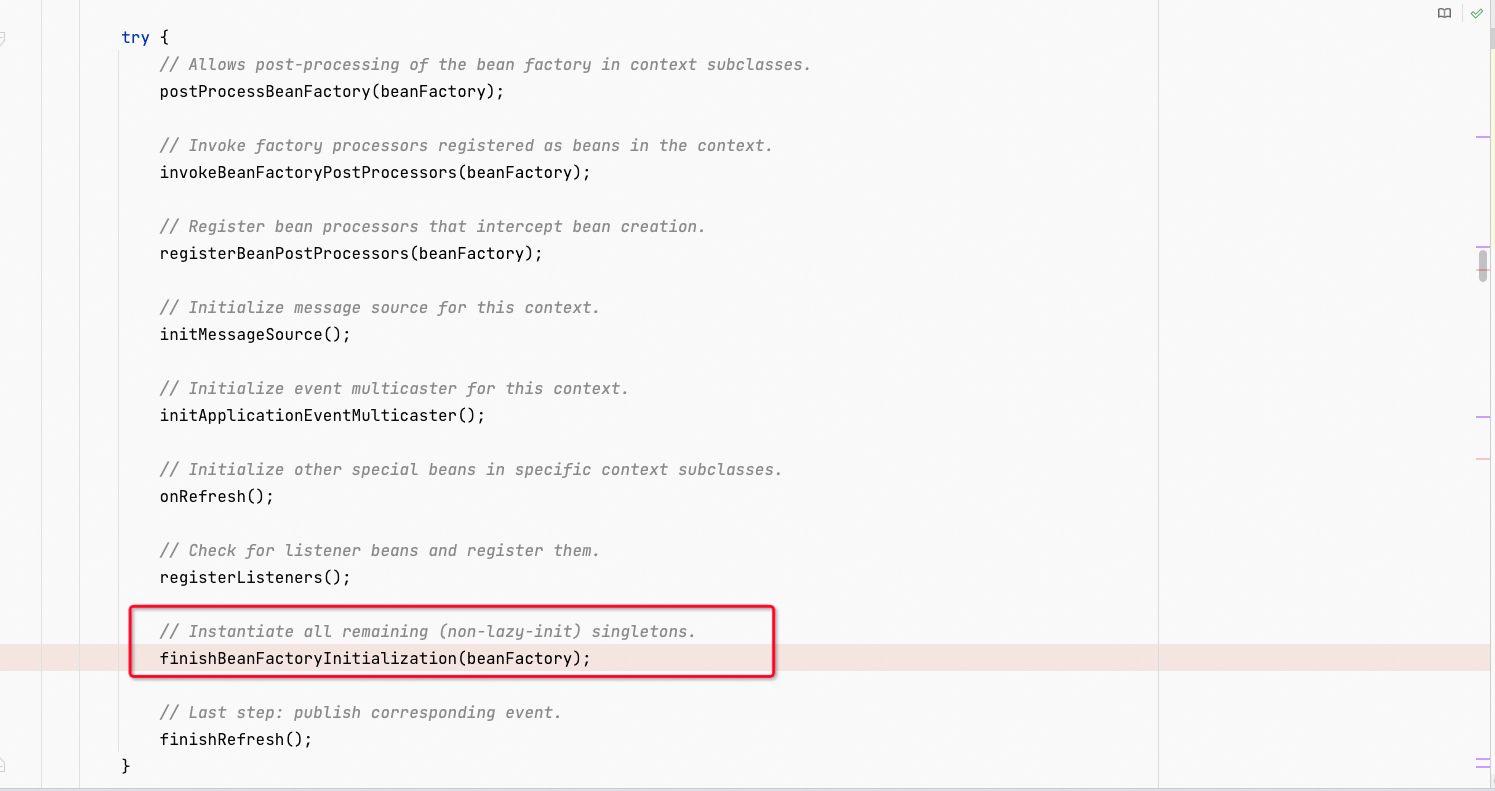 try {
// Allows post-processing of the bean factory in context subclasses.
postProcessBeanFactory(beanFactory);
// Invoke factory processors registered as beans in the context.
invokeBeanFactoryPostProcessors(beanFactory);
// Register bean processors that intercept bean creation.
registerBeanPostProcessors(beanFactory);
// Initialize message source for this context.
initMessageSource();
// Initialize event multicaster for this context.
initApplicationEventMulticaster();
// Initialize other special beans in specific context subclasses.
onRefresh();
// Check for listener beans and register them.
registerListeners();
// Instantiate all remaining (non-lazy-init) singletons.
finishBeanFactoryInitialization(beanFactory);
// Last step: publish corresponding event.
finishRefresh();
}